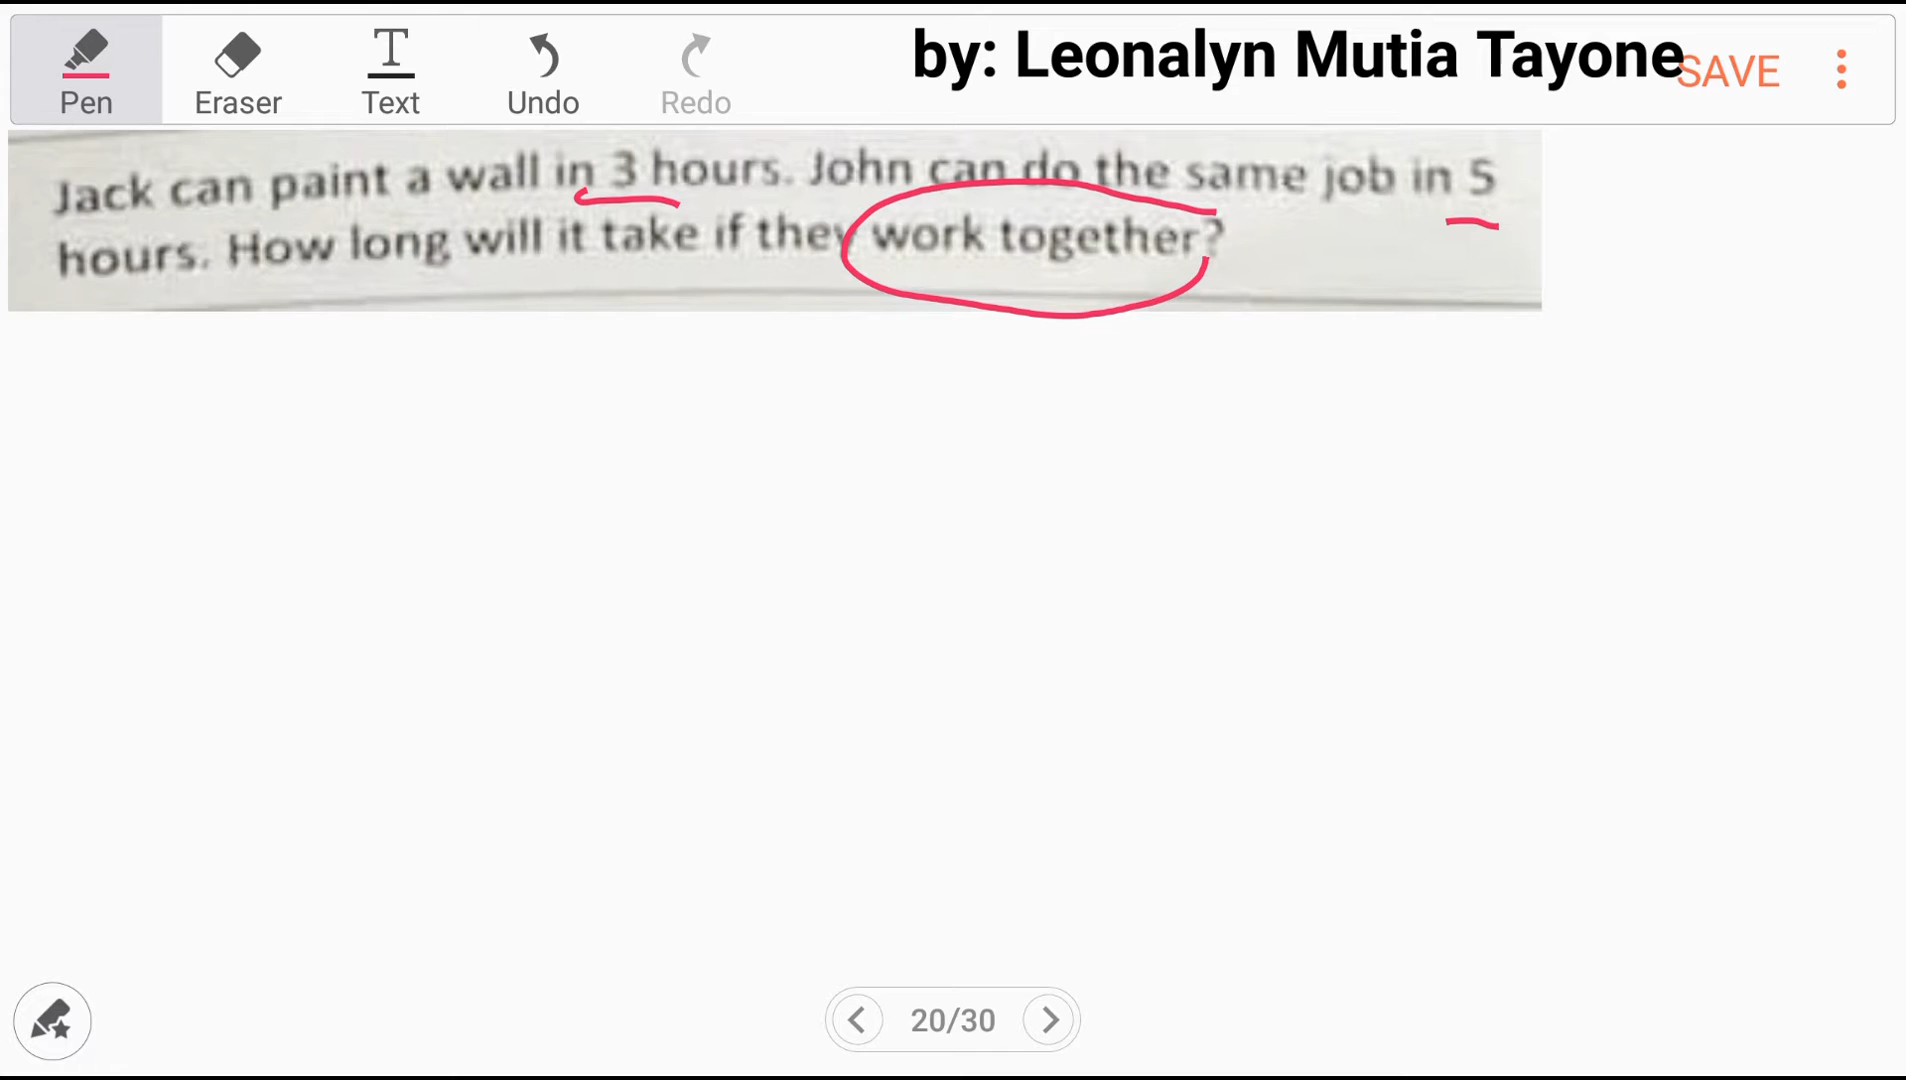 by: Leonalyn Mutia Tayone
SAVE
Pen
Eraser
Text
Undo
Redo
Jack can paint a wall in 3 hours. John can do the same job in 5
hours. How long will it take if they work together?
20/30